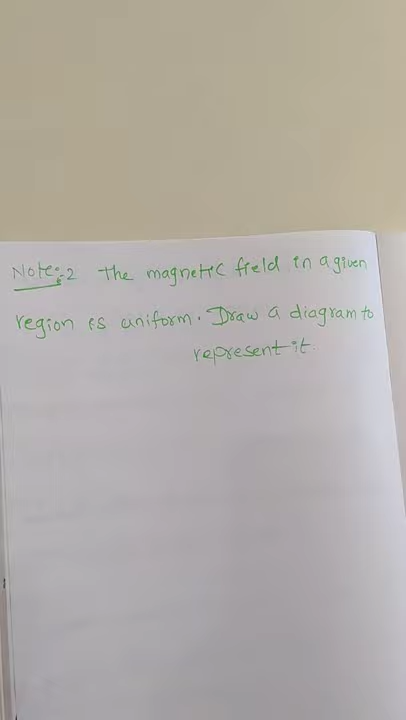 Note:-2 The magnetic field in a given
region is uniform. Draw a diagram to
represent it.